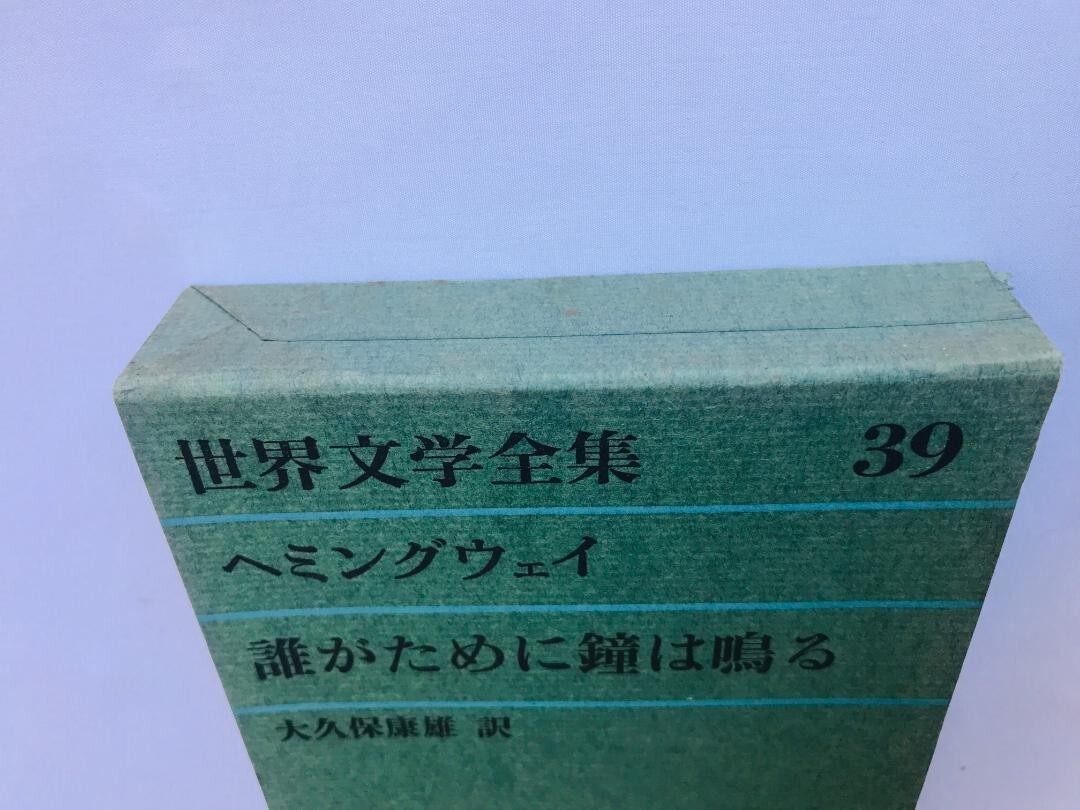 世界文学全集 39
ヘミングウェイ
誰がために鐘は鳴る
大久保康雄 訳